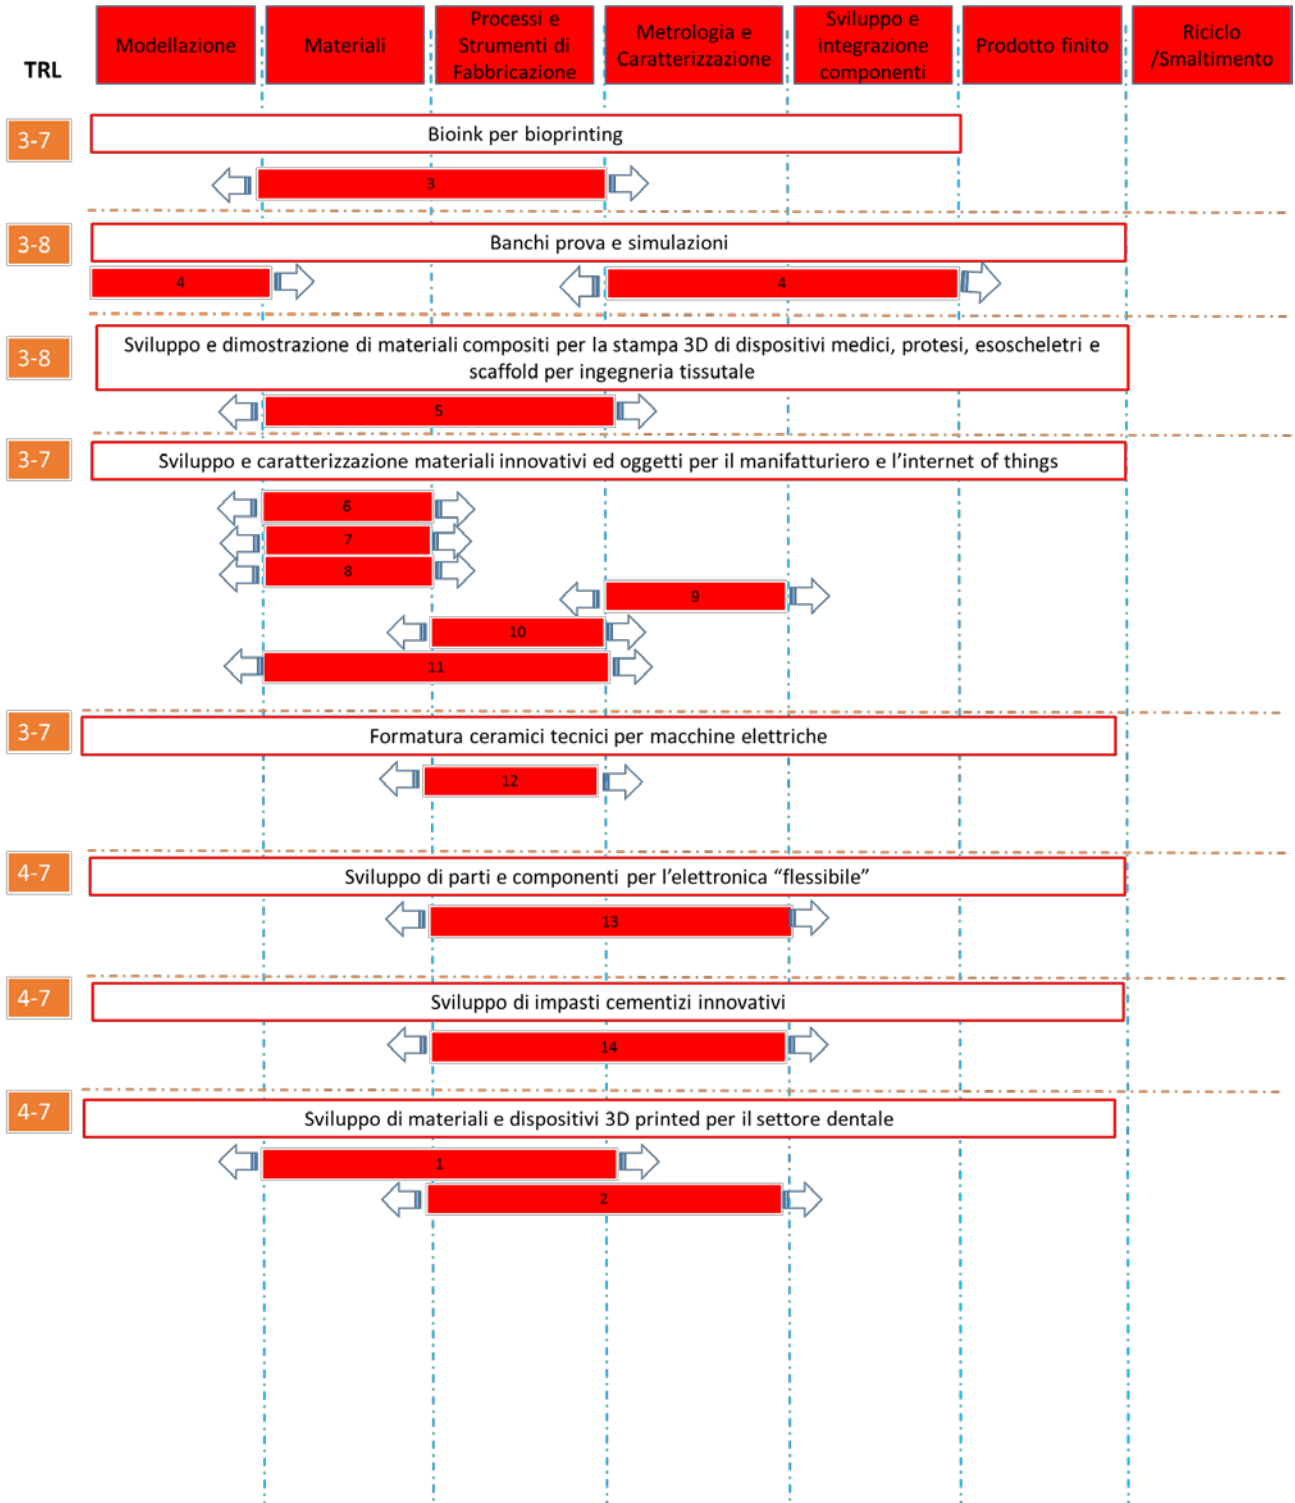 TRL
Modellazione
Materiali
Processi e
Strumenti di
Fabbricazione
Metrologia e
Caratterizzazione
Sviluppo e
integrazione
componenti
Prodotto finito
Riciclo
/Smaltimento
3-7
Bioink per bioprinting
3
3-8
Banchi prova e simulazioni
4
4
3-8
Sviluppo e dimostrazione di materiali compositi per la stampa 3D di dispositivi medici, protesi, esoscheletri e
scaffold per ingegneria tissutale
5
3-7
Sviluppo e caratterizzazione materiali innovativi ed oggetti per il manifatturiero e l'internet of things
6
7
8
9
10
11
3-7
Formatura ceramici tecnici per macchine elettriche
12
4-7
Sviluppo di parti e componenti per l'elettronica “flessibile”
13
4-7
Sviluppo di impasti cementizi innovativi
14
4-7
Sviluppo di materiali e dispositivi 3D printed per il settore dentale
1
2